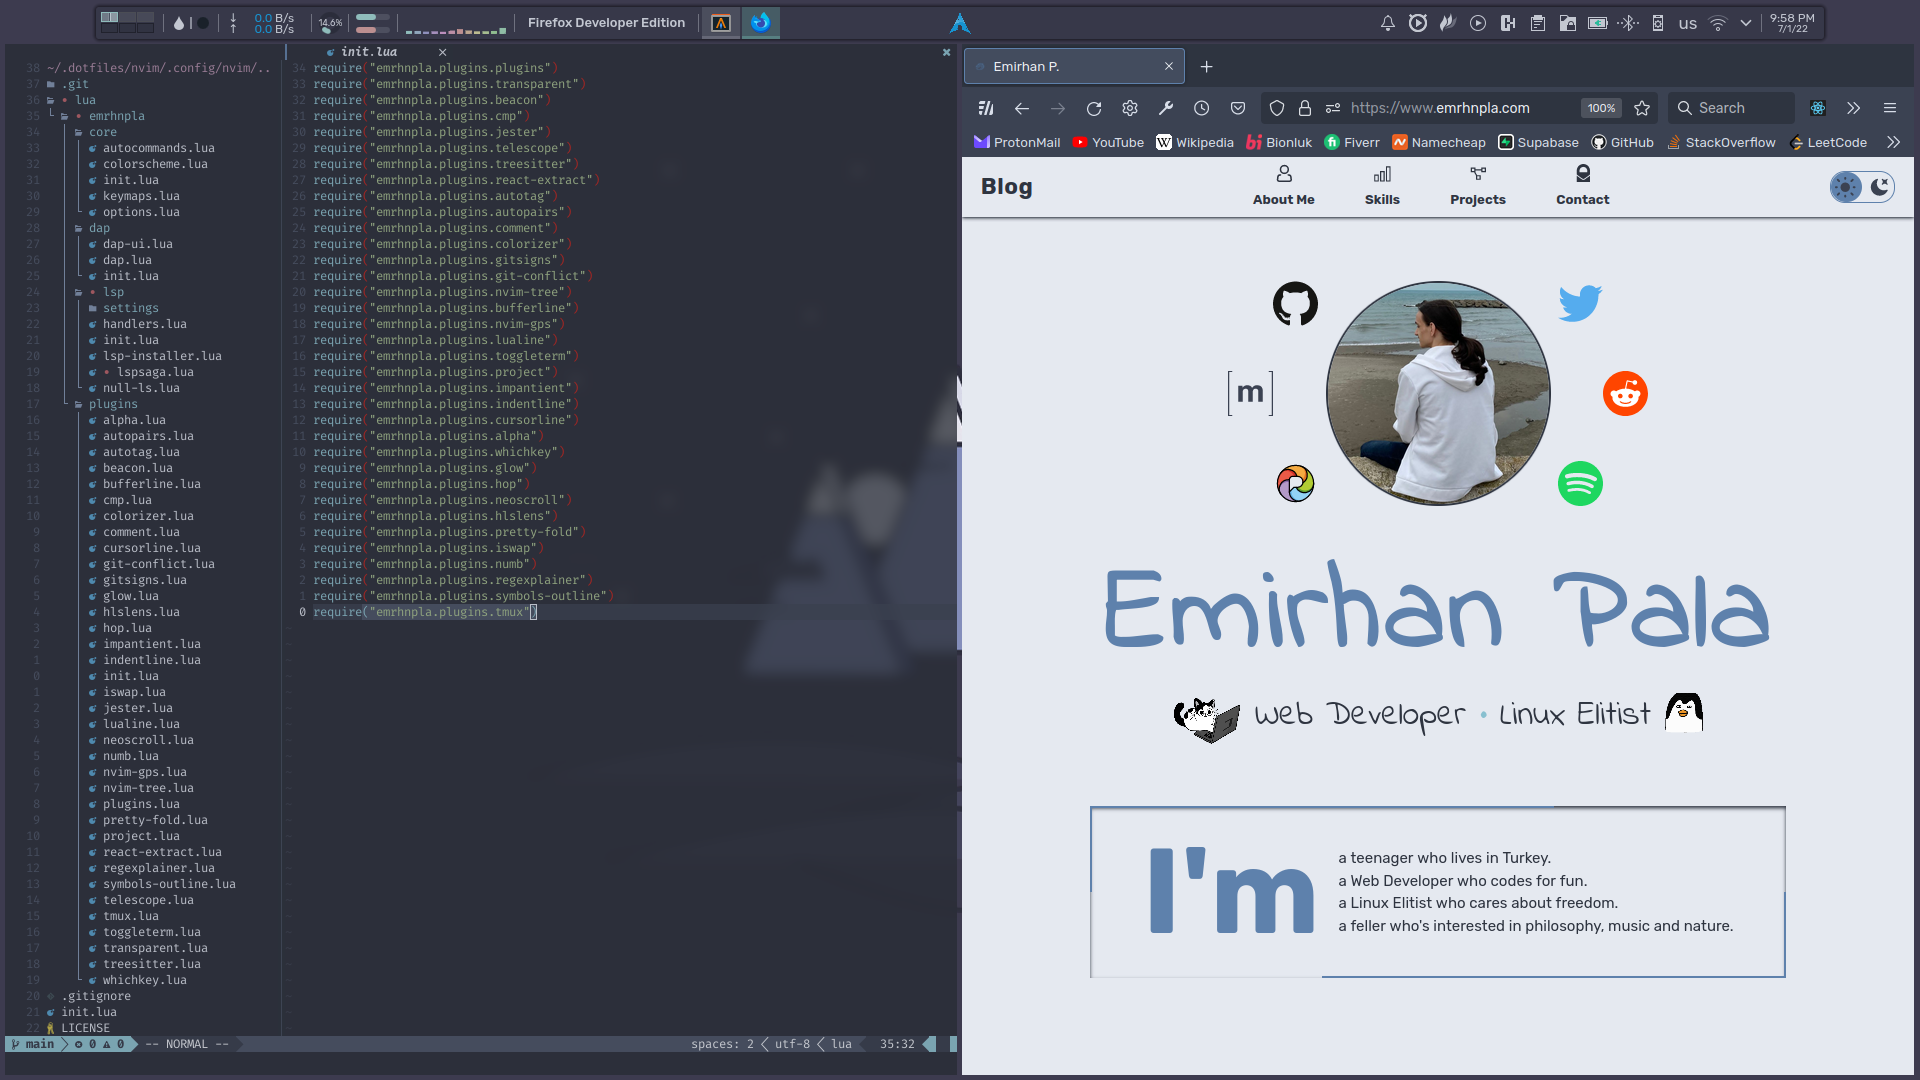 0.0 B/s
0.0 B/s
14.6%
Firefox Developer Edition
us
9:58 PM
7/1/22
init.lua
38 ~/.dotfiles/nvim/.config/nvim/..
37 .git
36 lua
35 emrhnpla
34 core
33 autocommands.lua
32 colorscheme.lua
31 init.lua
30 keymaps.lua
29 options.lua
28 dap
27 dap-ui.lua
26 dap.lua
25 init.lua
24 lsp
23 settings
22 handlers.lua
21 init.lua
20 lsp-installer.lua
19 lspsaga.lua
18 null-ls.lua
17 plugins
16 alpha.lua
15 autopairs.lua
14 autotag.lua
13 beacon.lua
12 bufferline.lua
11 cmp.lua
10 colorizer.lua
9 comment.lua
8 cursorline.lua
7 git-conflict.lua
6 gitsigns.lua
5 glow.lua
4 hlslens.lua
3 hop.lua
2 impatient.lua
1 indentline.lua
0 init.lua
1 iswap.lua
2 jester.lua
3 lualine.lua
4 neoscroll.lua
5 numb.lua
6 nvim-gps.lua
7 nvim-tree.lua
8 plugins.lua
9 pretty-fold.lua
10 project.lua
11 react-extract.lua
12 regexplainer.lua
13 symbols-outline.lua
14 telescope.lua
15 tmux.lua
16 toggleterm.lua
17 transparent.lua
18 treesitter.lua
19 whichkey.lua
20 .gitignore
21 init.lua
22 LICENSE
34 require("emrhnpla.plugins.plugins")
33 require("emrhnpla.plugins.transparent")
32 require("emrhnpla.plugins.beacon")
31 require("emrhnpla.plugins.cmp")
30 require("emrhnpla.plugins.jester")
29 require("emrhnpla.plugins.telescope")
28 require("emrhnpla.plugins.treesitter")
27 require("emrhnpla.plugins.react-extract")
26 require("emrhnpla.plugins.autotag")
25 require("emrhnpla.plugins.autopairs")
24 require("emrhnpla.plugins.comment")
23 require("emrhnpla.plugins.colorizer")
22 require("emrhnpla.plugins.gitsigns")
21 require("emrhnpla.plugins.git-conflict")
20 require("emrhnpla.plugins.nvim-tree")
19 require("emrhnpla.plugins.bufferline")
18 require("emrhnpla.plugins.nvim-gps")
17 require("emrhnpla.plugins.lualine")
16 require("emrhnpla.plugins.toggleterm")
15 require("emrhnpla.plugins.project")
14 require("emrhnpla.plugins.impantient")
13 require("emrhnpla.plugins.indentline")
12 require("emrhnpla.plugins.cursorline")
11 require("emrhnpla.plugins.alpha")
10 require("emrhnpla.plugins.whichkey")
9 require("emrhnpla.plugins.glow")
8 require("emrhnpla.plugins.hop")
7 require("emrhnpla.plugins.neoscroll")
6 require("emrhnpla.plugins.hlslens")
5 require("emrhnpla.plugins.pretty-fold")
4 require("emrhnpla.plugins.iswap")
3 require("emrhnpla.plugins.numb")
2 require("emrhnpla.plugins.regexplainer")
1 require("emrhnpla.plugins.symbols-outline")
0 require("emrhnpla.plugins.tmux")
main 0 0 -- NORMAL -- spaces: 2 utf-8 lua 35:32
Emirhan P.
https://www.emrhnpla.com 100% Search
ProtonMail YouTube Wikipedia Bionluk Fiverr Namecheap Supabase GitHub StackOverflow LeetCode
Blog About Me Skills Projects Contact
[m]
Emirhan Pala
Web Developer • Linux Elitist
I'm
a teenager who lives in Turkey.
a Web Developer who codes for fun.
a Linux Elitist who cares about freedom.
a feller who's interested in philosophy, music and nature.